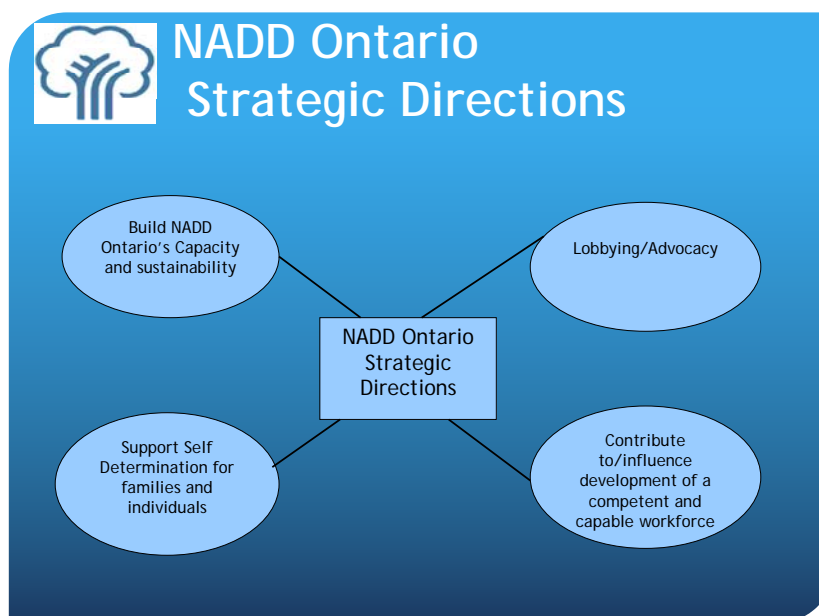 NADD Ontario
Strategic Directions
Build NADD
Ontario's Capacity
and sustainability
Lobbying/Advocacy
NADD Ontario
Strategic
Directions
Support Self
Determination for
families and
individuals
Contribute
to/influence
development of a
competent and
capable workforce